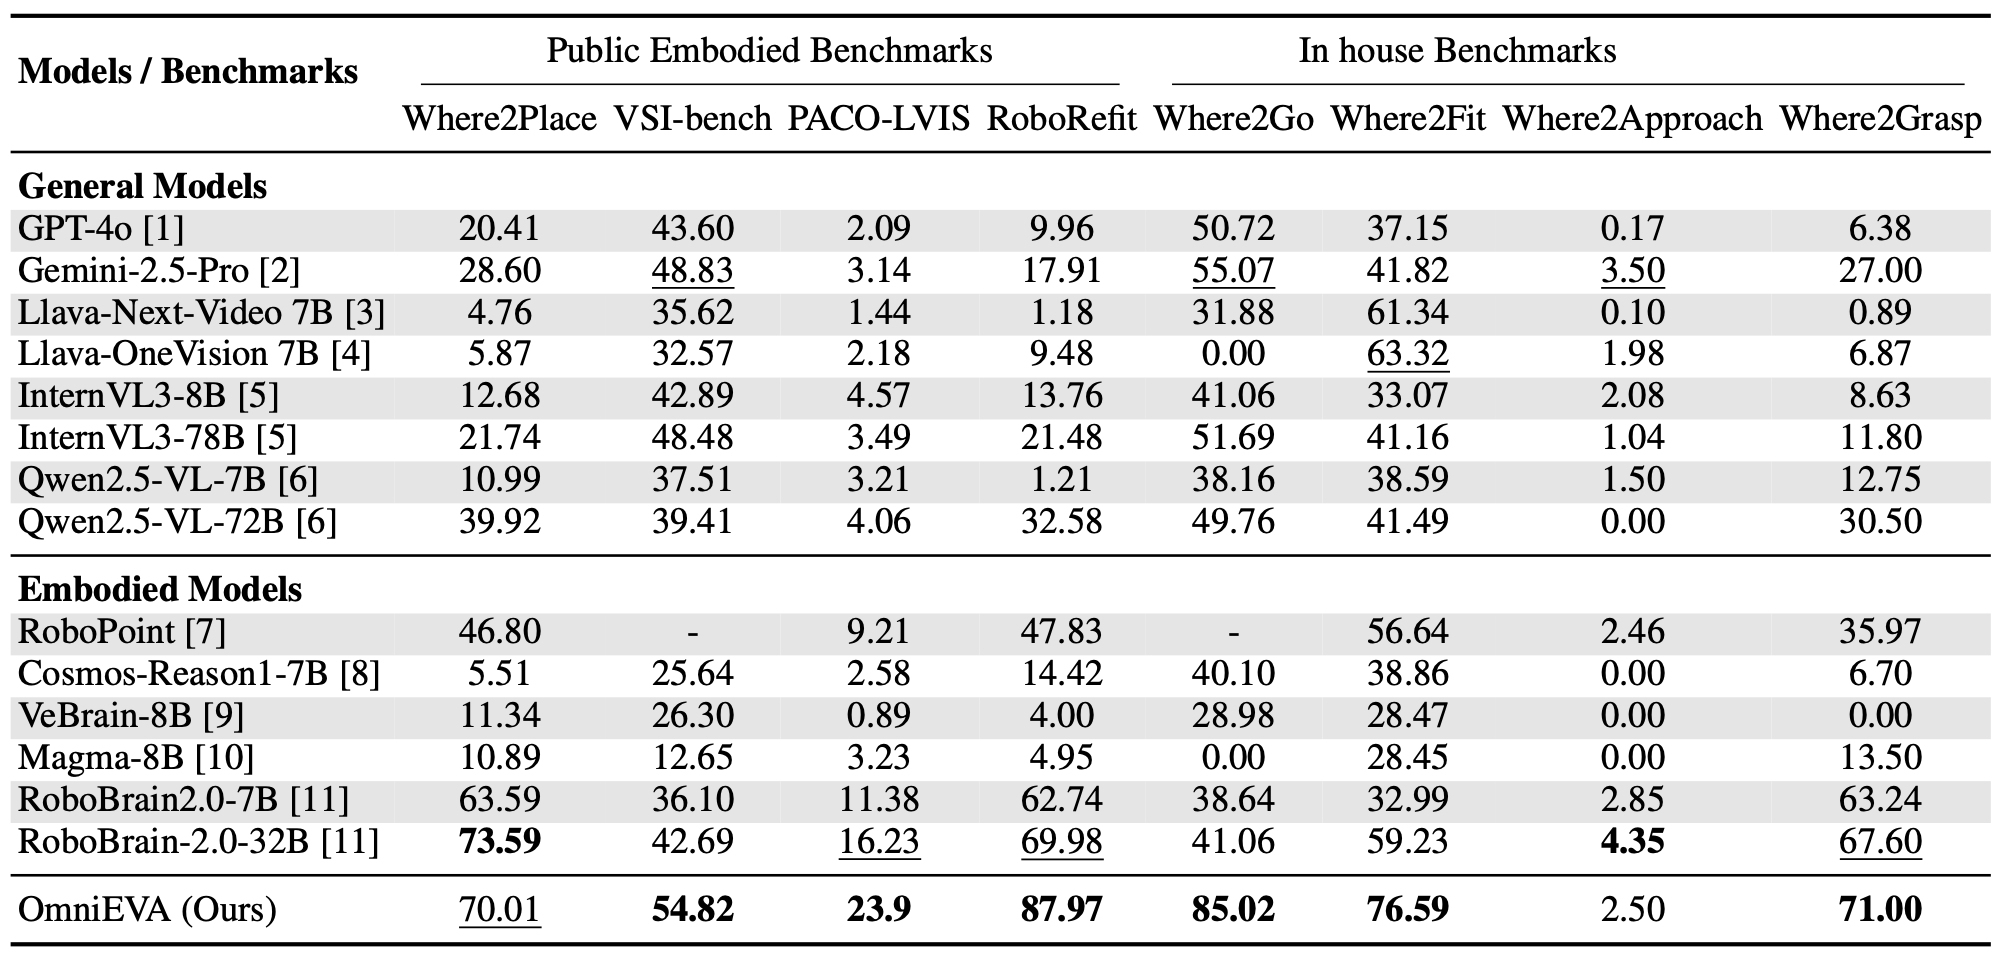 Models / Benchmarks Public Embodied Benchmarks In house Benchmarks
Where2Place VSI-bench PACO-LVIS RoboRefit Where2Go Where2Fit Where2Approach Where2Grasp
General Models
GPT-4o [1] 20.41 43.60 2.09 9.96 50.72 37.15 0.17 6.38
Gemini-2.5-Pro [2] 28.60 48.83 3.14 17.91 55.07 41.82 3.50 27.00
Llava-Next-Video 7B [3] 4.76 35.62 1.44 1.18 31.88 61.34 0.10 0.89
Llava-OneVision 7B [4] 5.87 32.57 2.18 9.48 0.00 63.32 1.98 6.87
InternVL3-8B [5] 12.68 42.89 4.57 13.76 41.06 33.07 2.08 8.63
InternVL3-78B [5] 21.74 48.48 3.49 21.48 51.69 41.16 1.04 11.80
Qwen2.5-VL-7B [6] 10.99 37.51 3.21 1.21 38.16 38.59 1.50 12.75
Qwen2.5-VL-72B [6] 39.92 39.41 4.06 32.58 49.76 41.49 0.00 30.50
Embodied Models
RoboPoint [7] 46.80 - 9.21 47.83 - 56.64 2.46 35.97
Cosmos-Reason1-7B [8] 5.51 25.64 2.58 14.42 40.10 38.86 0.00 6.70
VeBrain-8B [9] 11.34 26.30 0.89 4.00 28.98 28.47 0.00 0.00
Magma-8B [10] 10.89 12.65 3.23 4.95 0.00 28.45 0.00 13.50
RoboBrain2.0-7B [11] 63.59 36.10 11.38 62.74 38.64 32.99 2.85 63.24
RoboBrain-2.0-32B [11] 73.59 42.69 16.23 69.98 41.06 59.23 4.35 67.60
OmniEVA (Ours) 70.01 54.82 23.9 87.97 85.02 76.59 2.50 71.00